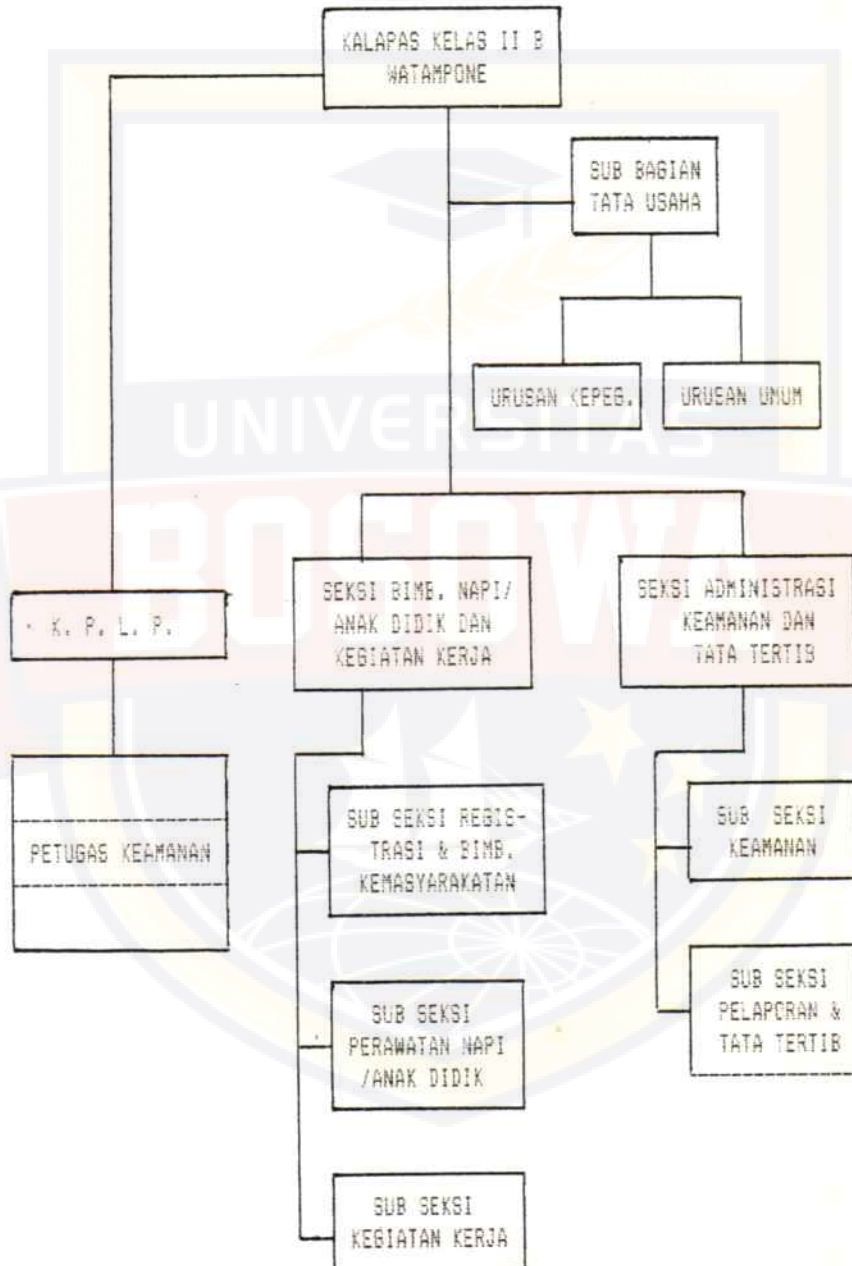 KALAPAS KELAS II B
WATAMPONE
SUB BAGIAN
TATA USAHA
URUSAN KEPEG.
URUSAN UMUM
UNIVERSITAS
BOSOWA
K. P. L. P.
SEKSI BIMB. NAPI/
ANAK DIDIK DAN
KEGIATAN KERJA
SEKSI ADMINISTRASI
KEAMANAN DAN
TATA TERTIB
PETUGAS KEAMANAN
SUB SEKSI REGIS-
TRASI & BIMB.
KEMASYARAKATAN
SUB SEKSI
KEAMANAN
SUB SEKSI
PERAWATAN NAPI
/ANAK DIDIK
SUB SEKSI
PELAPORAN &
TATA TERTIB
SUB SEKSI
KEGIATAN KERJA